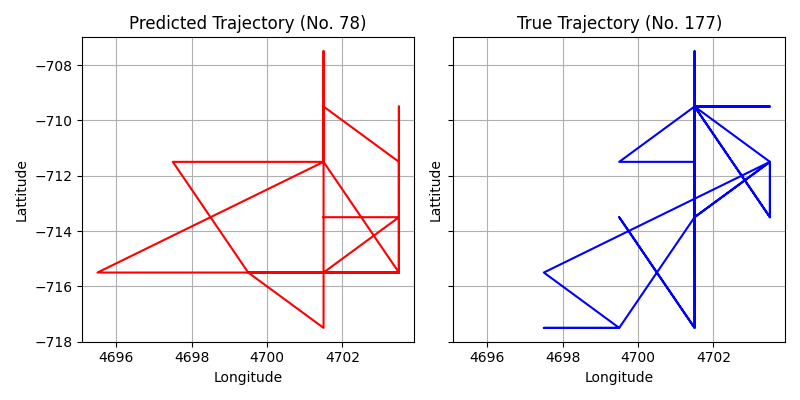 Predicted Trajectory (No. 78)
True Trajectory (No. 177)
Lattitude
−708
−710
−712
−714
−716
−718
4696
4698
4700
4702
Longitude
Lattitude
4696
4698
4700
4702
Longitude